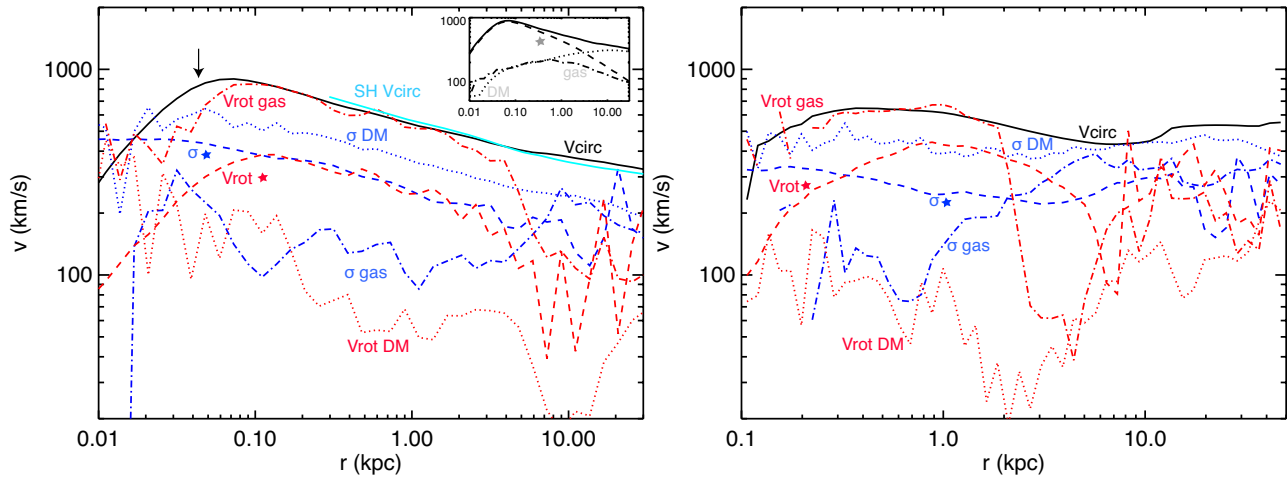 1000
100
v (km/s)
0.01
0.10
1.00
10.00
r (kpc)
Vrot gas
σ DM
σ ★
Vrot ★
σ gas
Vrot DM
SH Vcirc
Vcirc
1000
100
0.01
0.10
1.00
10.00
★
gas
DM
1000
100
v (km/s)
0.1
1.0
10.0
r (kpc)
Vrot gas
Vcirc
σ DM
Vrot ★
σ ★
σ gas
Vrot DM